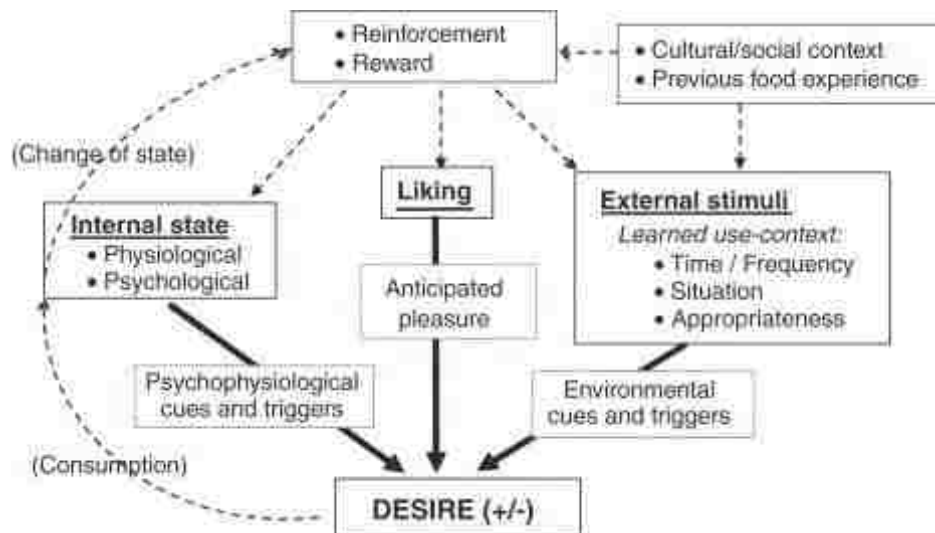 • Reinforcement
• Reward
• Cultural/social context
• Previous food experience
(Change of state)
Liking
External stimuli
Learned use-context:
• Time / Frequency
• Situation
• Appropriateness
Internal state
• Physiological
• Psychological
Anticipated
pleasure
Psychophysiological
cues and triggers
Environmental
cues and triggers
(Consumption)
DESIRE (+/-)